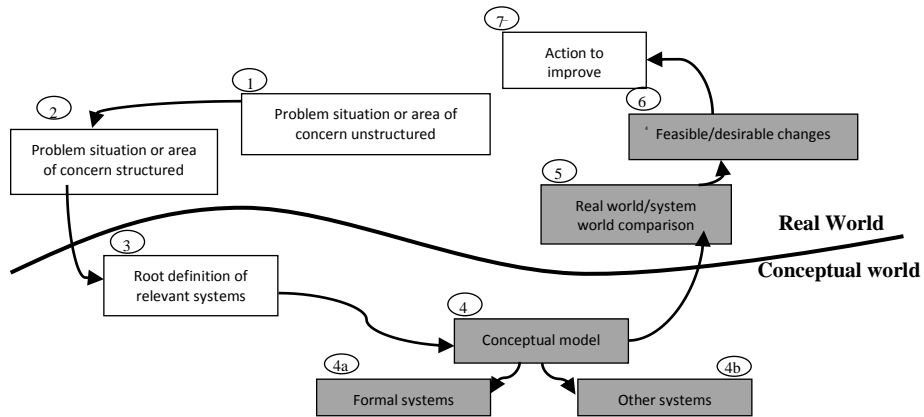 7
Action to
improve
1
Problem situation or area of
concern unstructured
2
Problem situation or area
of concern structured
6
Feasible/desirable changes
5
Real world/system
world comparison
Real World
Conceptual world
3
Root definition of
relevant systems
4
Conceptual model
4a
Formal systems
4b
Other systems